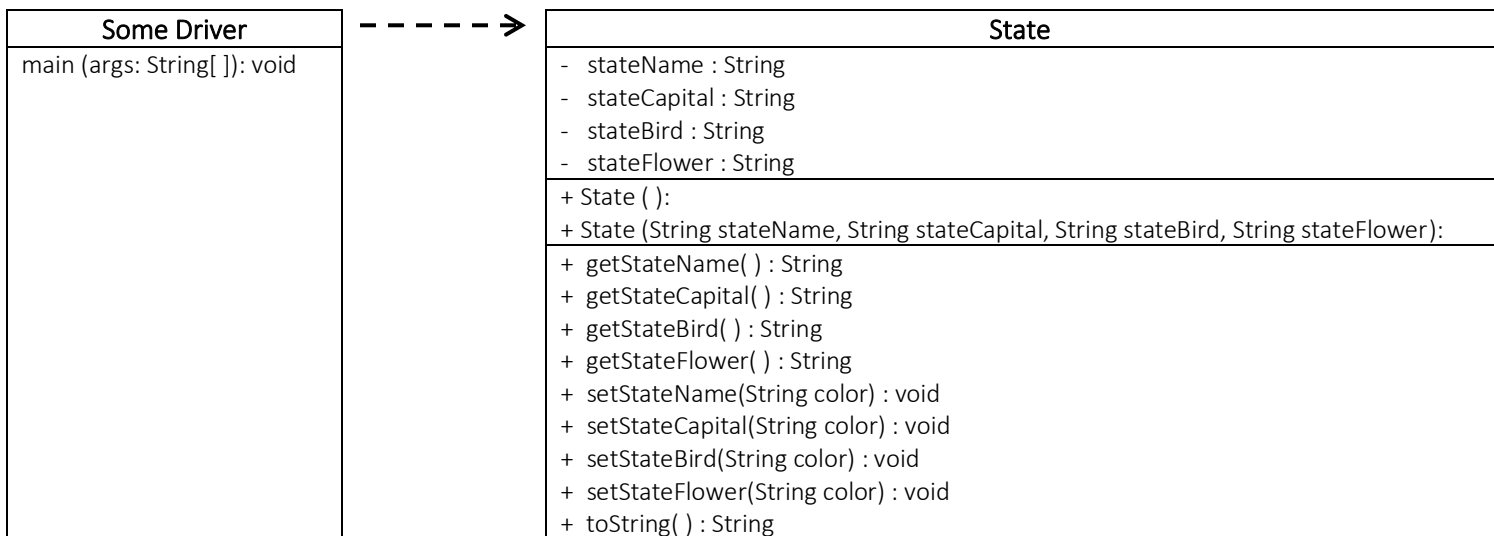 Some Driver
main (args: String[ ]): void
State
- stateName : String
- stateCapital : String
- stateBird : String
- stateFlower : String
+ State ( ):
+ State (String stateName, String stateCapital, String stateBird, String stateFlower):
+ getStateName( ) : String
+ getStateCapital( ) : String
+ getStateBird( ) : String
+ getStateFlower( ) : String
+ setStateName(String color) : void
+ setStateCapital(String color) : void
+ setStateBird(String color) : void
+ setStateFlower(String color) : void
+ toString( ) : String